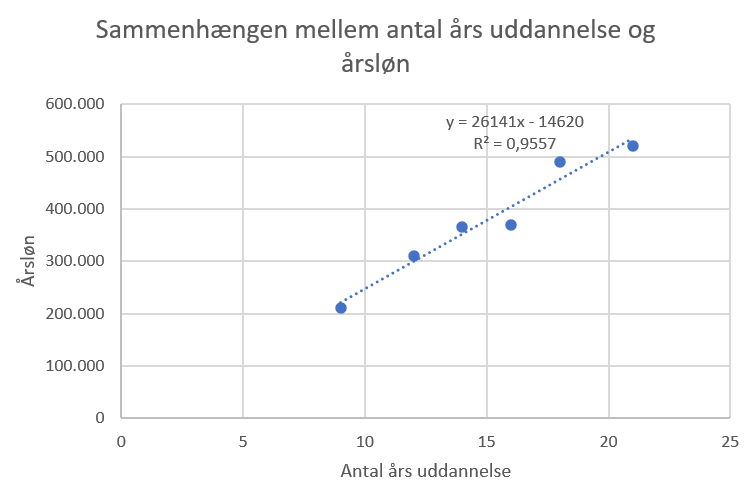 Sammenhængen mellem antal års uddannelse og
årsløn
y = 26141x - 14620
R² = 0,9557
600.000
500.000
400.000
300.000
200.000
100.000
0
Årsløn
0 5 10 15 20 25
Antal års uddannelse